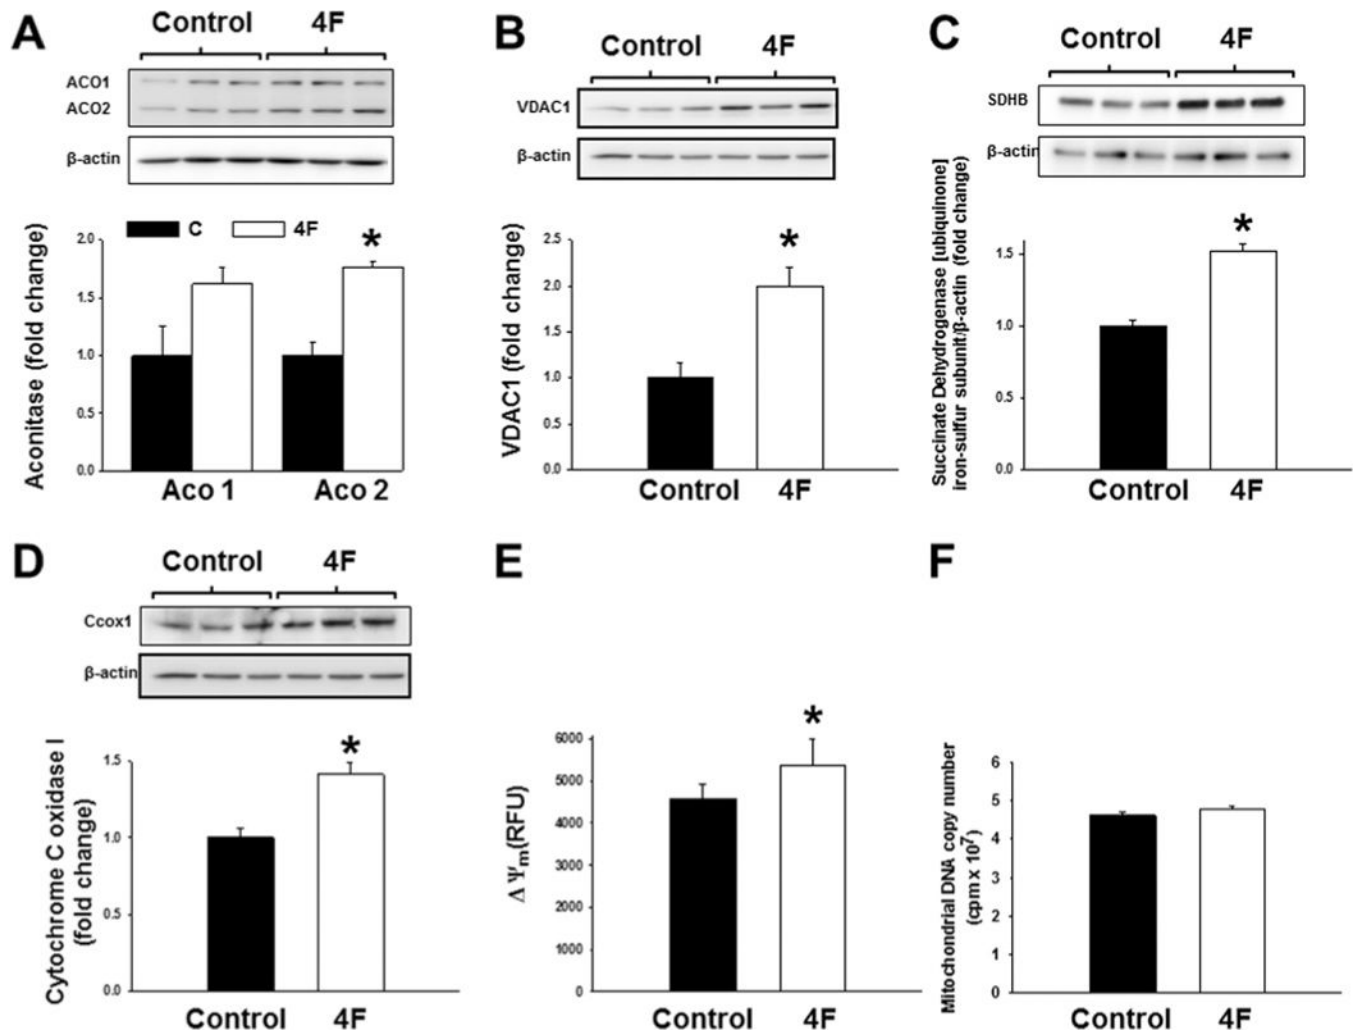 A
Control 4F
ACO1
ACO2
β-actin
C 4F
*
2.0
1.5
1.0
0.5
0.0
Aconitase (fold change)
Aco 1 Aco 2
B
Control 4F
VDAC1
β-actin
*
2.5
2.0
1.5
1.0
0.5
0.0
VDAC1 (fold change)
Control 4F
C
Control 4F
SDHB
β-actin
*
1.5
1.0
0.5
0.0
Succinate Dehydrogenase [ubiquinone]
iron-sulfur subunit/β-actin (fold change)
Control 4F
D
Control 4F
Ccox1
β-actin
*
1.5
1.0
0.5
0.0
Cytochrome C oxidase I
(fold change)
Control 4F
E
*
6000
5000
4000
3000
2000
1000
0
Δ Ψm(RFU)
Control 4F
F
6
5
4
3
2
1
0
Mitochondrial DNA copy number
(cpm x 10⁷)
Control 4F